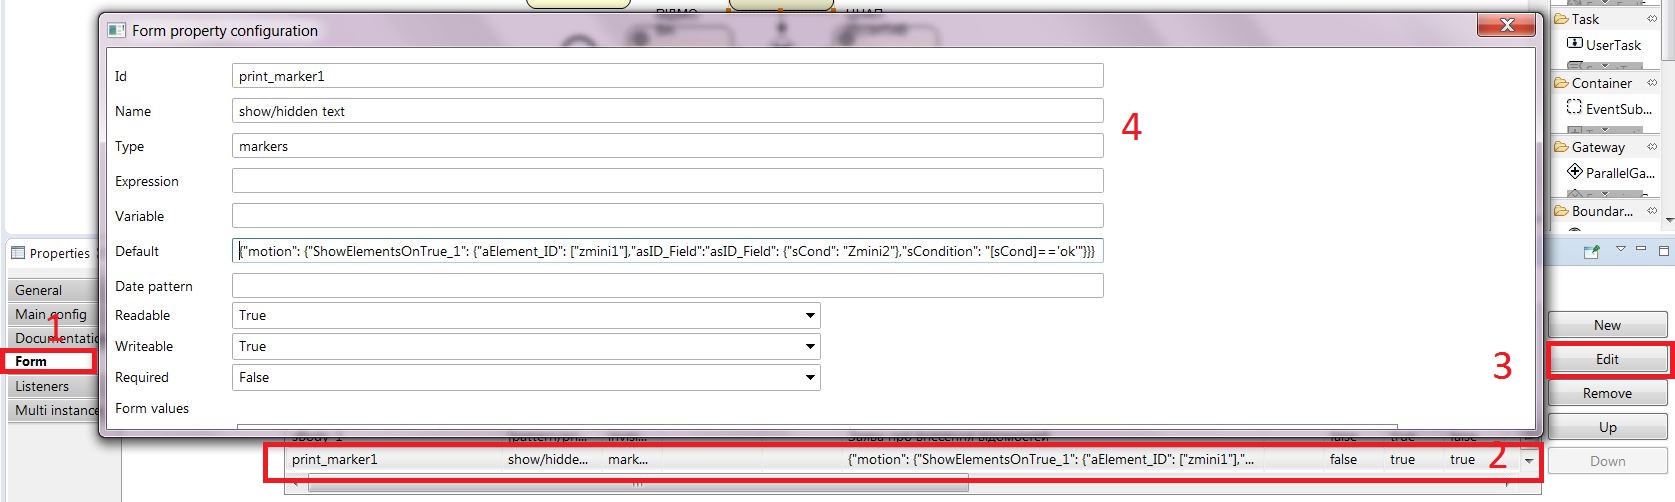 Form property configuration
Id
print_marker1
Name
show/hidden text
4
Type
markers
Expression
Variable
Default
{"motion": {"ShowElementsOnTrue_1": {"aElement_ID": ["zmini1"],"asID_Field":"asID_Field": {"sCond": "Zmini2"},"sCondition": "[sCond]=='ok'"}}}
Date pattern
Readable
True
Writeable
True
Required
False
Form values
Task
UserTask
Container
EventSub...
Gateway
ParallelGa...
Boundar...
Properties
General
Main config
1
Documentatio
Form
Listeners
Multi instance
New
3
Edit
Remove
Up
Down
print_marker1 show/hidde... mark... {"motion": {"ShowElementsOnTrue_1": {"aElement_ID": ["zmini1"],"... false true true
2